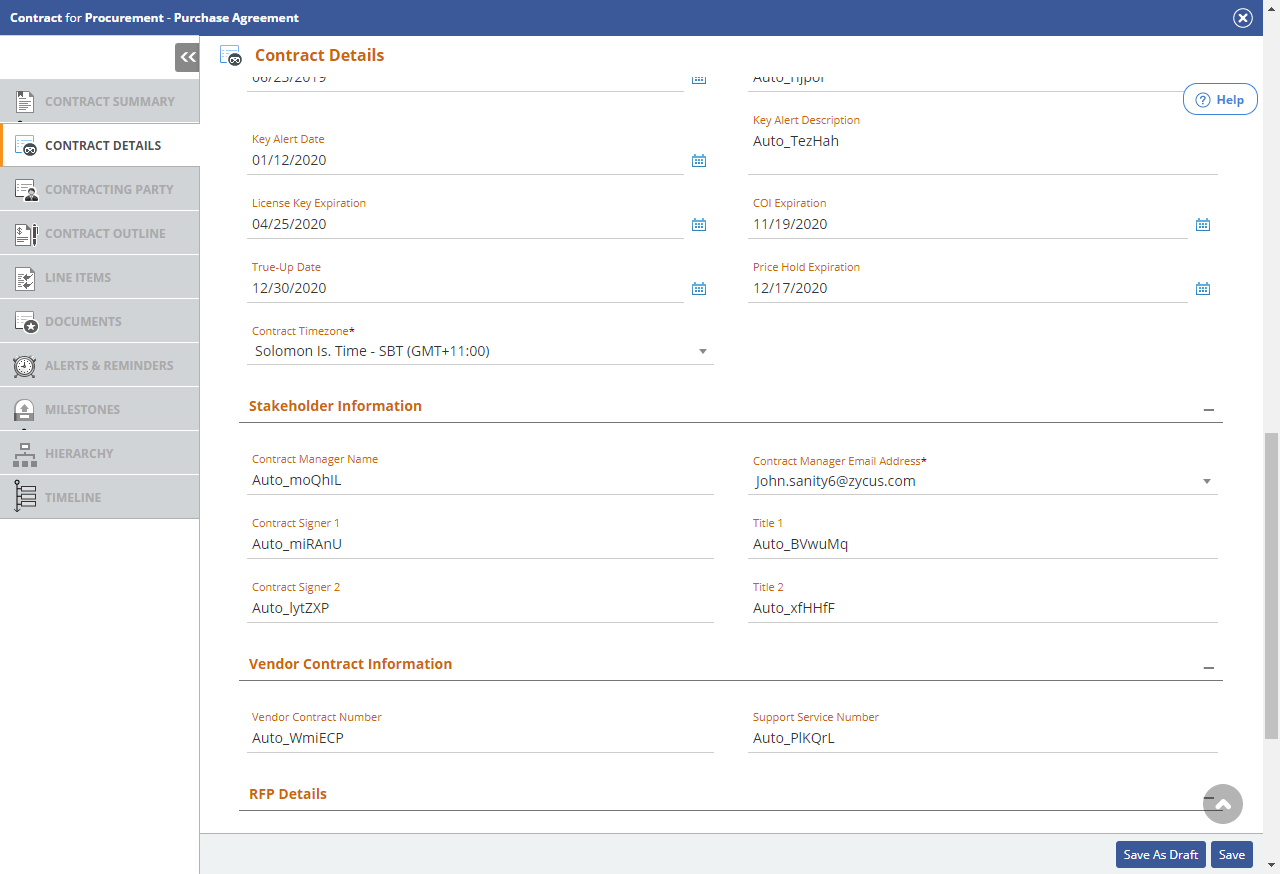 Contract for Procurement - Purchase Agreement
Contract Details
CONTRACT SUMMARY
CONTRACT DETAILS
CONTRACTING PARTY
CONTRACT OUTLINE
LINE ITEMS
DOCUMENTS
ALERTS & REMINDERS
MILESTONES
HIERARCHY
TIMELINE
Help
Key Alert Date
01/12/2020
Key Alert Description
Auto_TezHah
License Key Expiration
04/25/2020
COI Expiration
11/19/2020
True-Up Date
12/30/2020
Price Hold Expiration
12/17/2020
Contract Timezone*
Solomon Is. Time - SBT (GMT+11:00)
Stakeholder Information
Contract Manager Name
Auto_moQhIL
Contract Manager Email Address*
John.sanity6@zycus.com
Contract Signer 1
Auto_miRAnU
Title 1
Auto_BVwuMq
Contract Signer 2
Auto_lytZXP
Title 2
Auto_xfHHfF
Vendor Contract Information
Vendor Contract Number
Auto_WmiECP
Support Service Number
Auto_PlKQrL
RFP Details
Save As Draft
Save